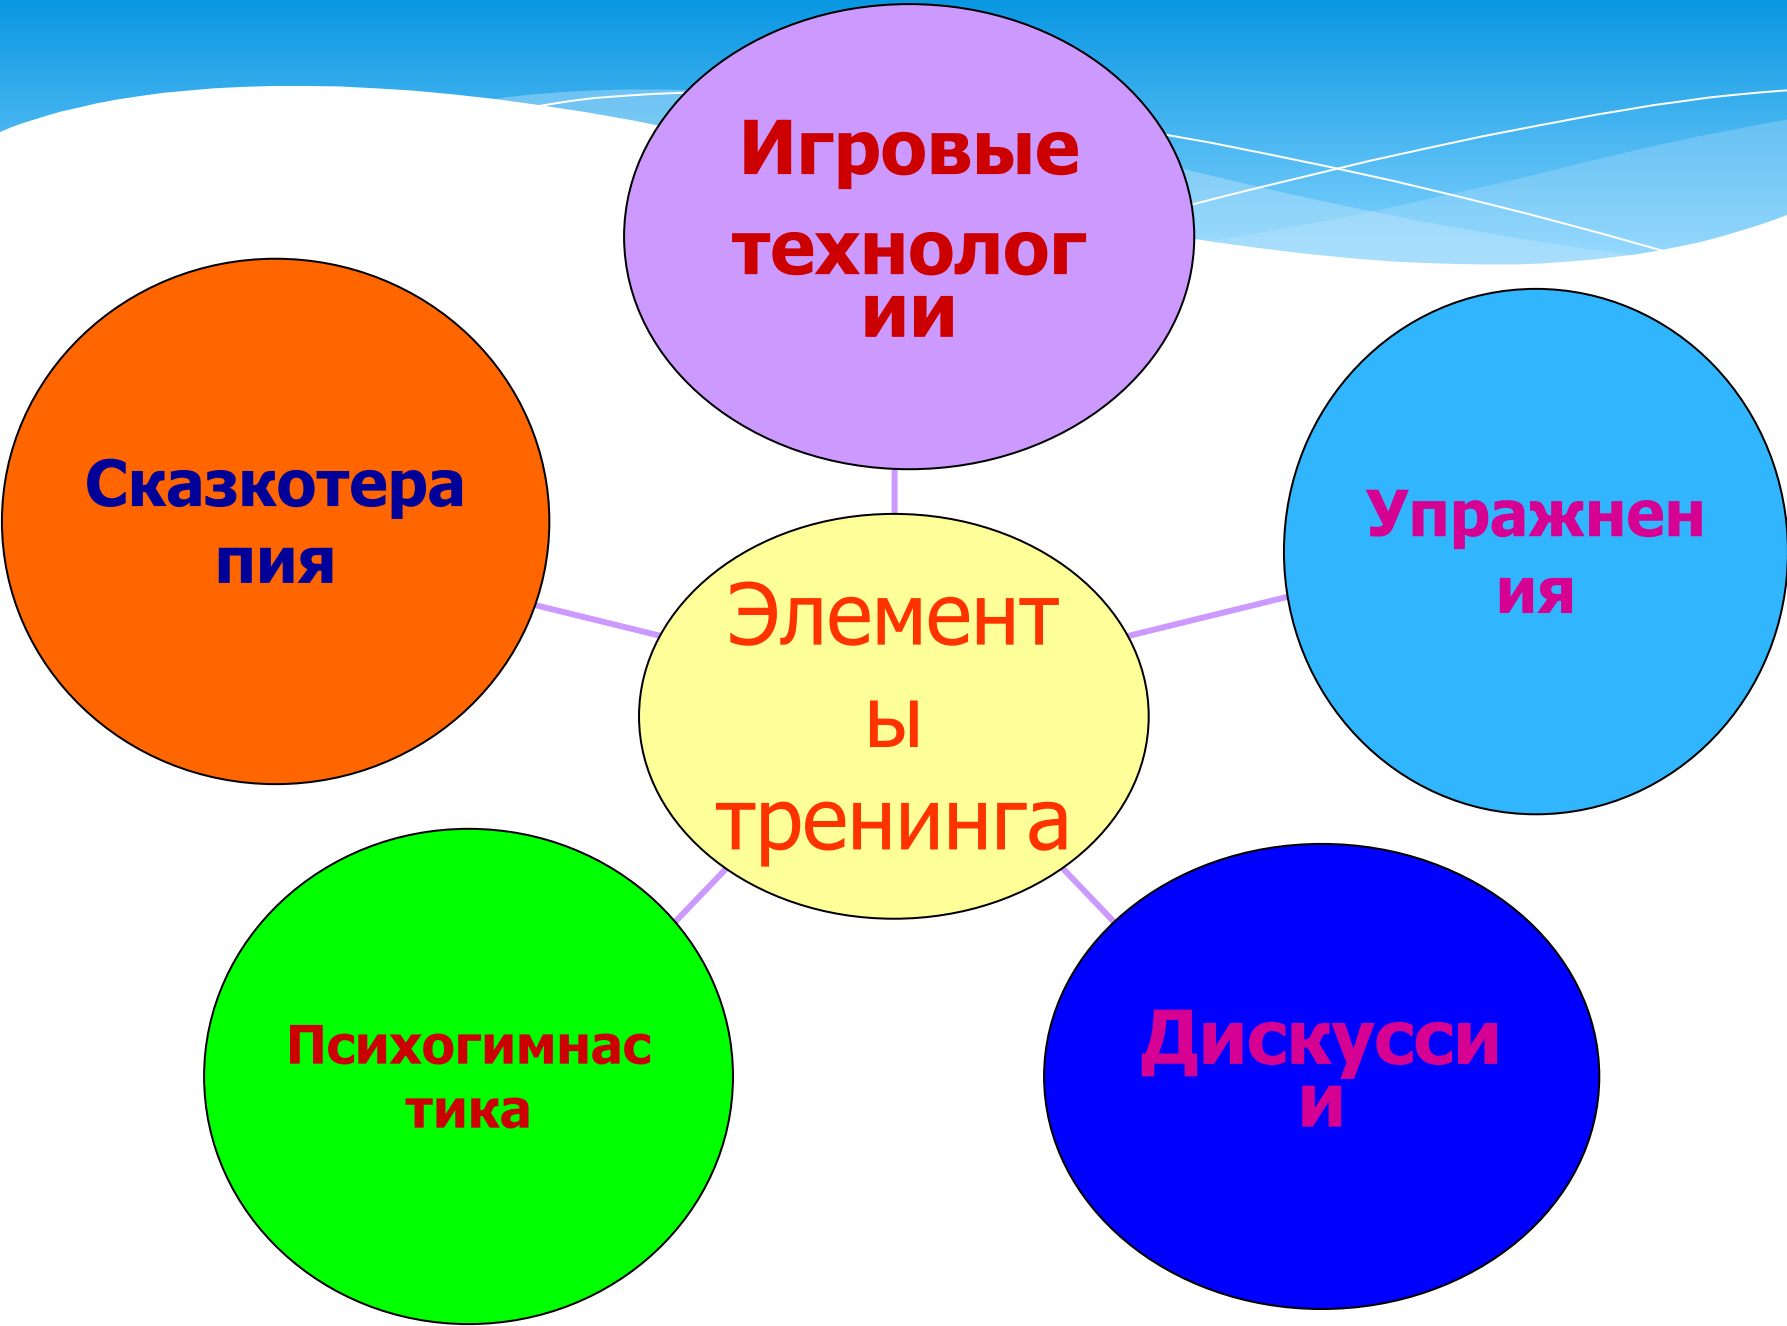 Игровые
технолог
ии
Сказкотера
пия
Упражнен
ия
Элемент
ы
тренинга
Психогимнас
тика
Дискусси
и